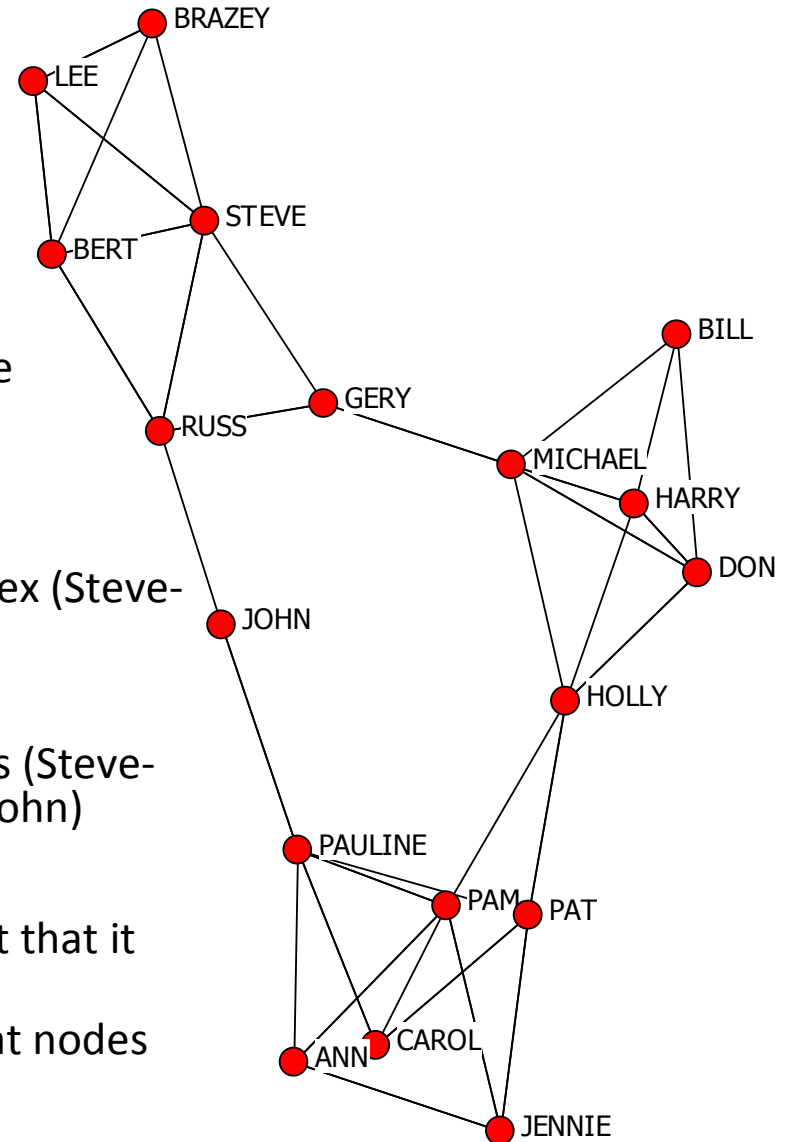 BRAZEY
LEE
STEVE
BERT
BILL
e
GERY
RUSS
MICHAEL
HARRY
DON
ex (Steve-
JOHN
HOLLY
s (Steve-
ohn)
PAULINE
PAM
PAT
t that it
nt nodes
CAROL
ANN
JENNIE